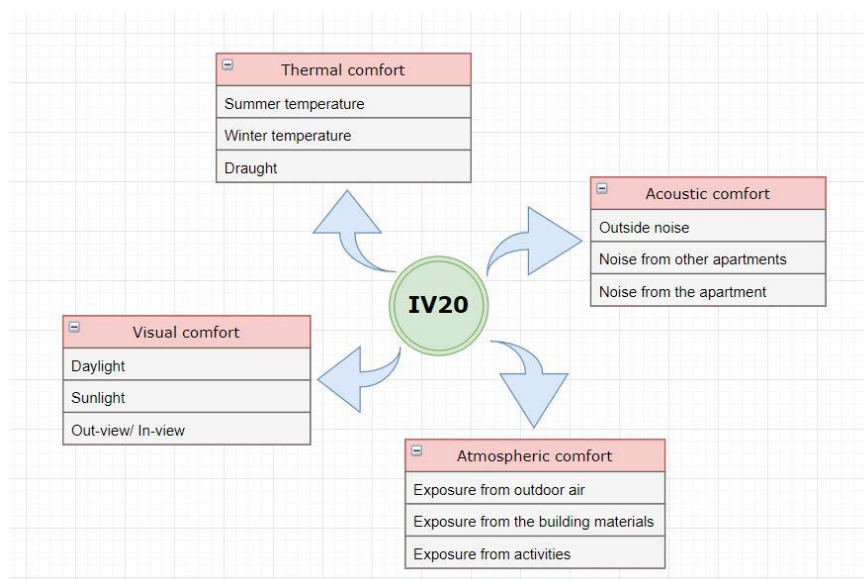 Thermal comfort
Summer temperature
Winter temperature
Draught
Acoustic comfort
Outside noise
Noise from other apartments
Noise from the apartment
IV20
Visual comfort
Daylight
Sunlight
Out-view/ In-view
Atmospheric comfort
Exposure from outdoor air
Exposure from the building materials
Exposure from activities